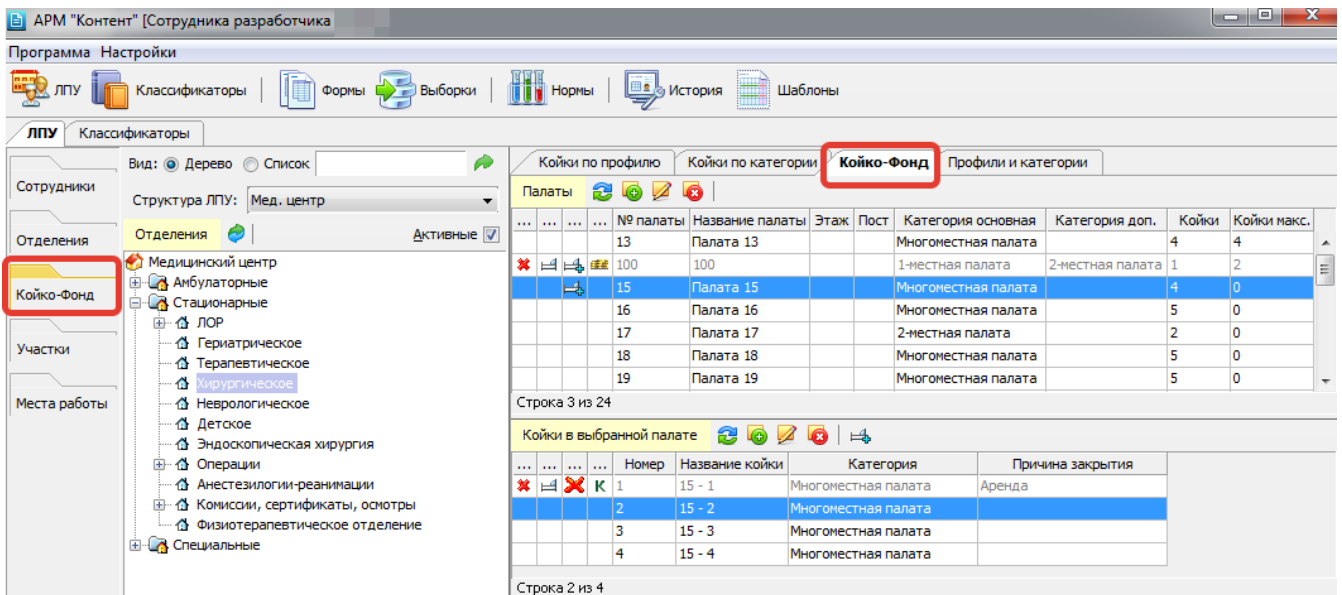 АРМ "Контент" [Сотрудника разработчика
Программа Настройки
ЛПУ Классификаторы Формы Выборки Нормы История Шаблоны
ЛПУ Классификаторы
Сотрудники
Отделения
Койко-Фонд
Участки
Места работы
Вид: Дерево Список
Структура ЛПУ: Мед. центр
Отделения Активные
Медицинский центр
Амбулаторные
Стационарные
ЛОР
Гериатрическое
Терапевтическое
Хирургическое
Неврологическое
Детское
Эндоскопическая хирургия
Операции
Анестезилогии-реанимации
Комиссии, сертификаты, осмотры
Физиотерапевтическое отделение
Специальные
Койки по профилю Койки по категории Койко-Фонд Профили и категории
Палаты
... ... ... ... № палаты Название палаты Этаж Пост Категория основная Категория доп. Койки Койки макс.
13 Палата 13 Многоместная палата 4 4
100 100 1-местная палата 2-местная палата 1 2
15 Палата 15 Многоместная палата 4 0
16 Палата 16 Многоместная палата 5 0
17 Палата 17 2-местная палата 2 0
18 Палата 18 Многоместная палата 5 0
19 Палата 19 Многоместная палата 5 0
Строка 3 из 24
Койки в выбранной палате
... ... ... ... Номер Название койки Категория Причина закрытия
К 1 15 - 1 Многоместная палата Аренда
2 15 - 2 Многоместная палата
3 15 - 3 Многоместная палата
4 15 - 4 Многоместная палата
Строка 2 из 4